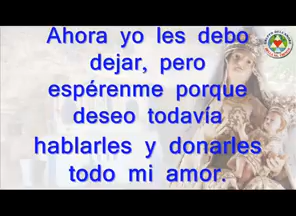 Ahora yo les debo
dejar, pero
espérenme porque
deseo todavía
hablarles y donarles
todo mi amor.